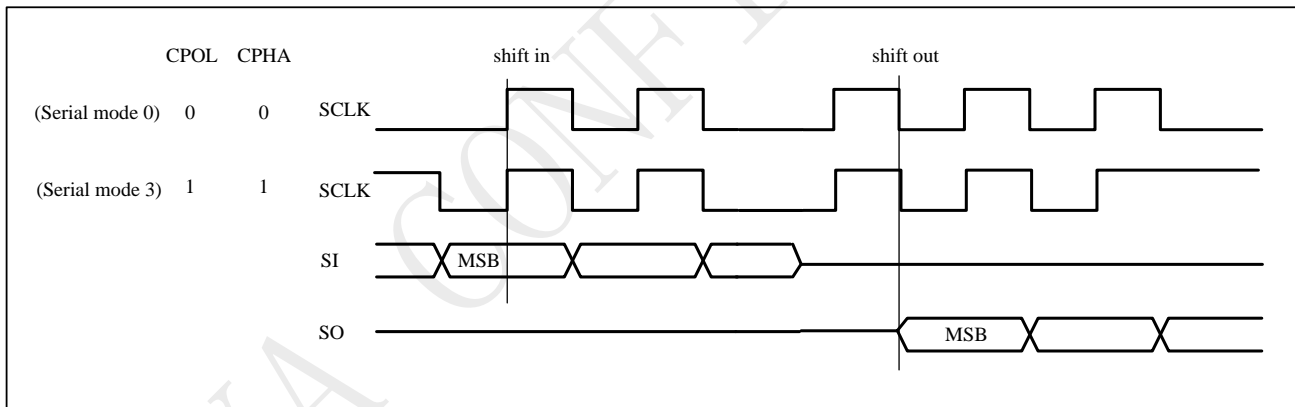 CPOL CPHA shift in shift out
(Serial mode 0) 0 0 SCLK
(Serial mode 3) 1 1 SCLK
SI MSB
SO MSB